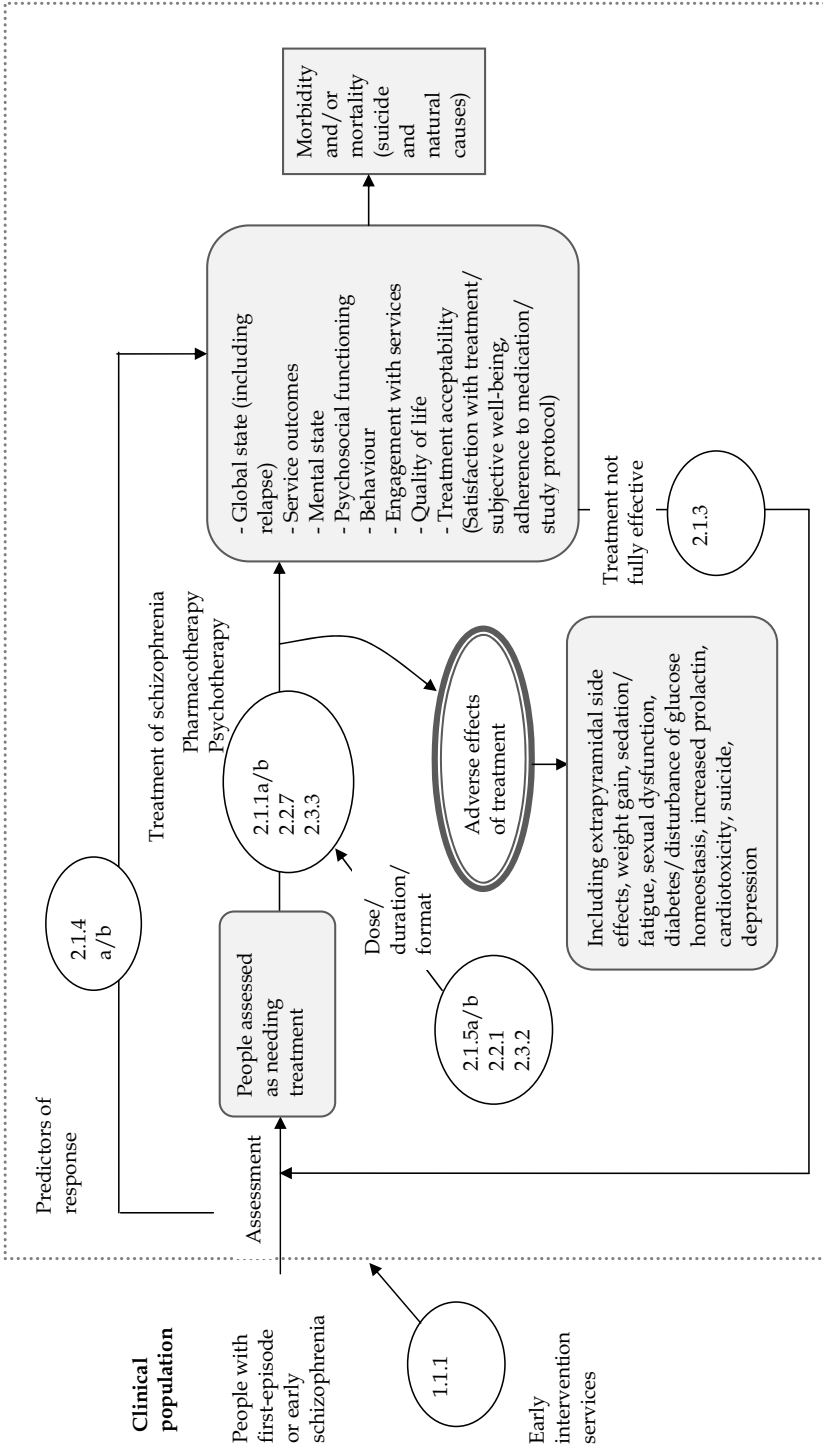 Clinical
population
People with
first-episode
or early
schizophrenia
1.1.1
Early
intervention
services
Predictors of
response
Assessment
2.1.4
a/b
People assessed
as needing
treatment
2.1.5a/b
2.2.1
2.3.2
Dose/
duration/
format
Treatment of schizophrenia
Pharmacotherapy
Psychotherapy
2.1.1a/b
2.2.7
2.3.3
Adverse effects
of treatment
Including extrapyramidal side
effects, weight gain, sedation/
fatigue, sexual dysfunction,
diabetes/disturbance of glucose
homeostasis, increased prolactin,
cardiotoxicity, suicide,
depression
- Global state (including
relapse)
- Service outcomes
- Mental state
- Psychosocial functioning
- Behaviour
- Engagement with services
- Quality of life
- Treatment acceptability
(Satisfaction with treatment/
subjective well-being,
adherence to medication/
study protocol)
Treatment not
fully effective
2.1.3
Morbidity
and/or
mortality
(suicide
and
natural
causes)